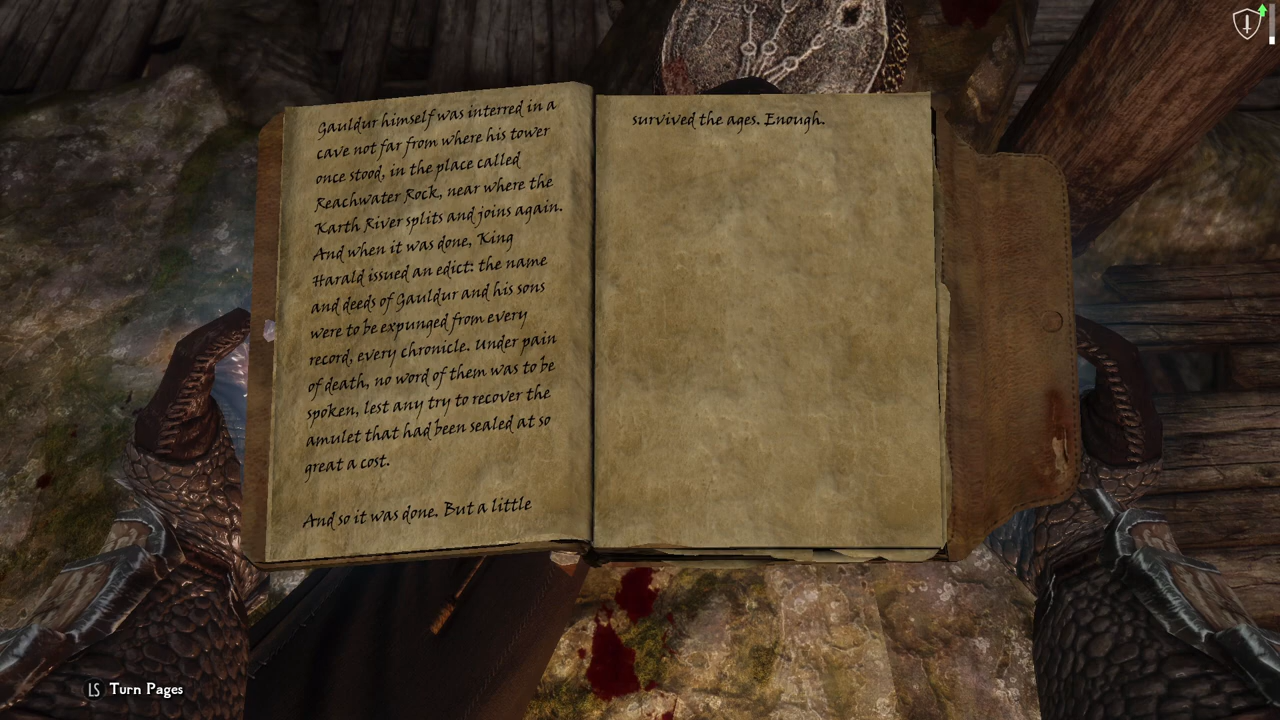 Gauldur himself was interred in a
cave not far from where his tower
once stood, in the place called
Reachwater Rock, near where the
Karth River splits and joins again.
And when it was done, King
Harald issued an edict: the name
and deeds of Gauldur and his sons
were to be expunged from every
record, every chronicle. Under pain
of death, no word of them was to be
spoken, lest any try to recover the
amulet that had been sealed at so
great a cost.
And so it was done. But a little
survived the ages. Enough.
LS Turn Pages